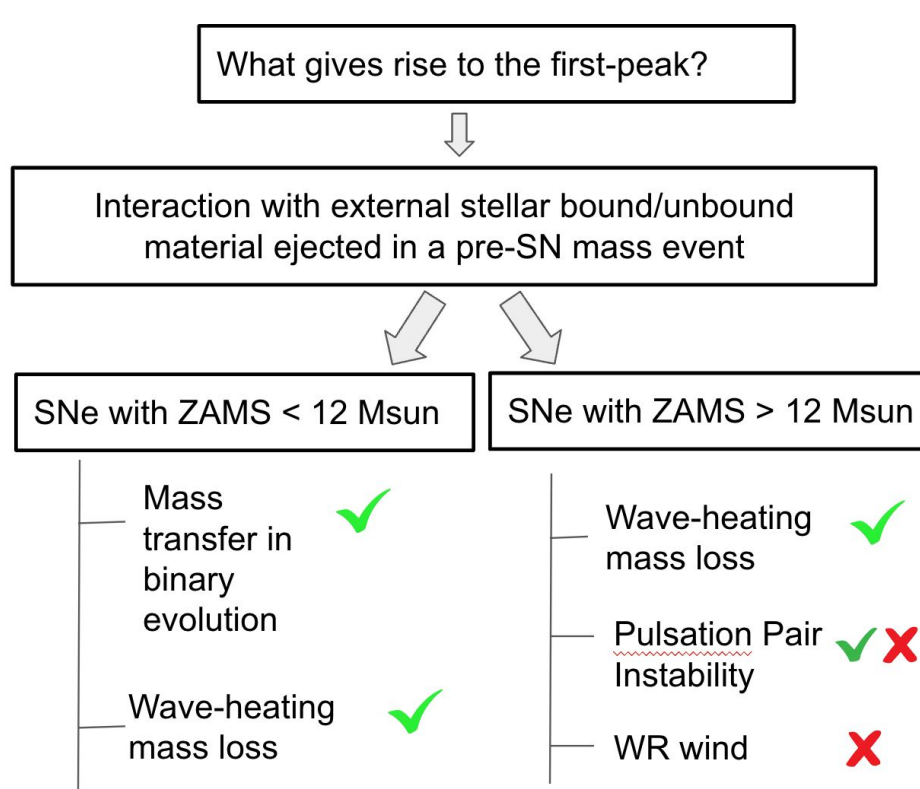 What gives rise to the first-peak?
Interaction with external stellar bound/unbound
material ejected in a pre-SN mass event
SNe with ZAMS < 12 Msun
SNe with ZAMS > 12 Msun
Mass
transfer in
binary
evolution
Wave-heating
mass loss
Wave-heating
mass loss
Pulsation Pair
Instability
WR wind